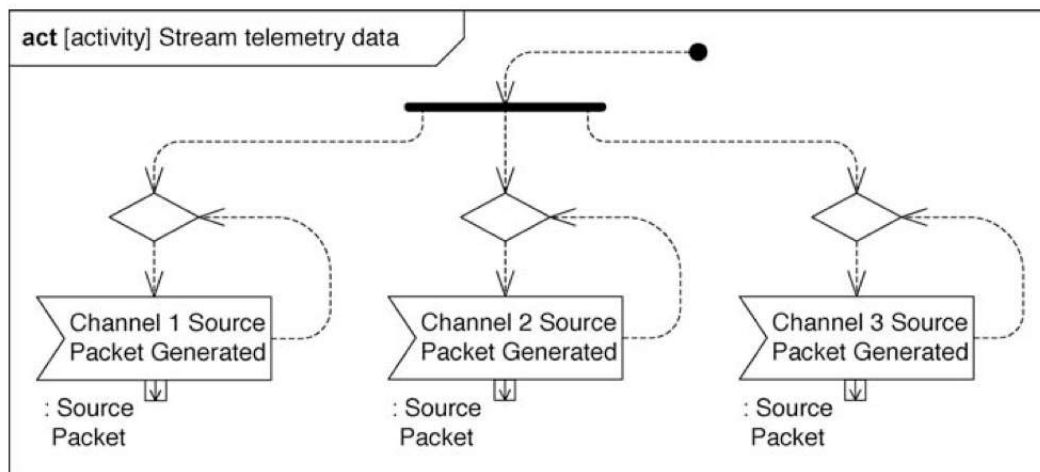 act [activity] Stream telemetry data
Channel 1 Source
Packet Generated
: Source
Packet
Channel 2 Source
Packet Generated
: Source
Packet
Channel 3 Source
Packet Generated
: Source
Packet